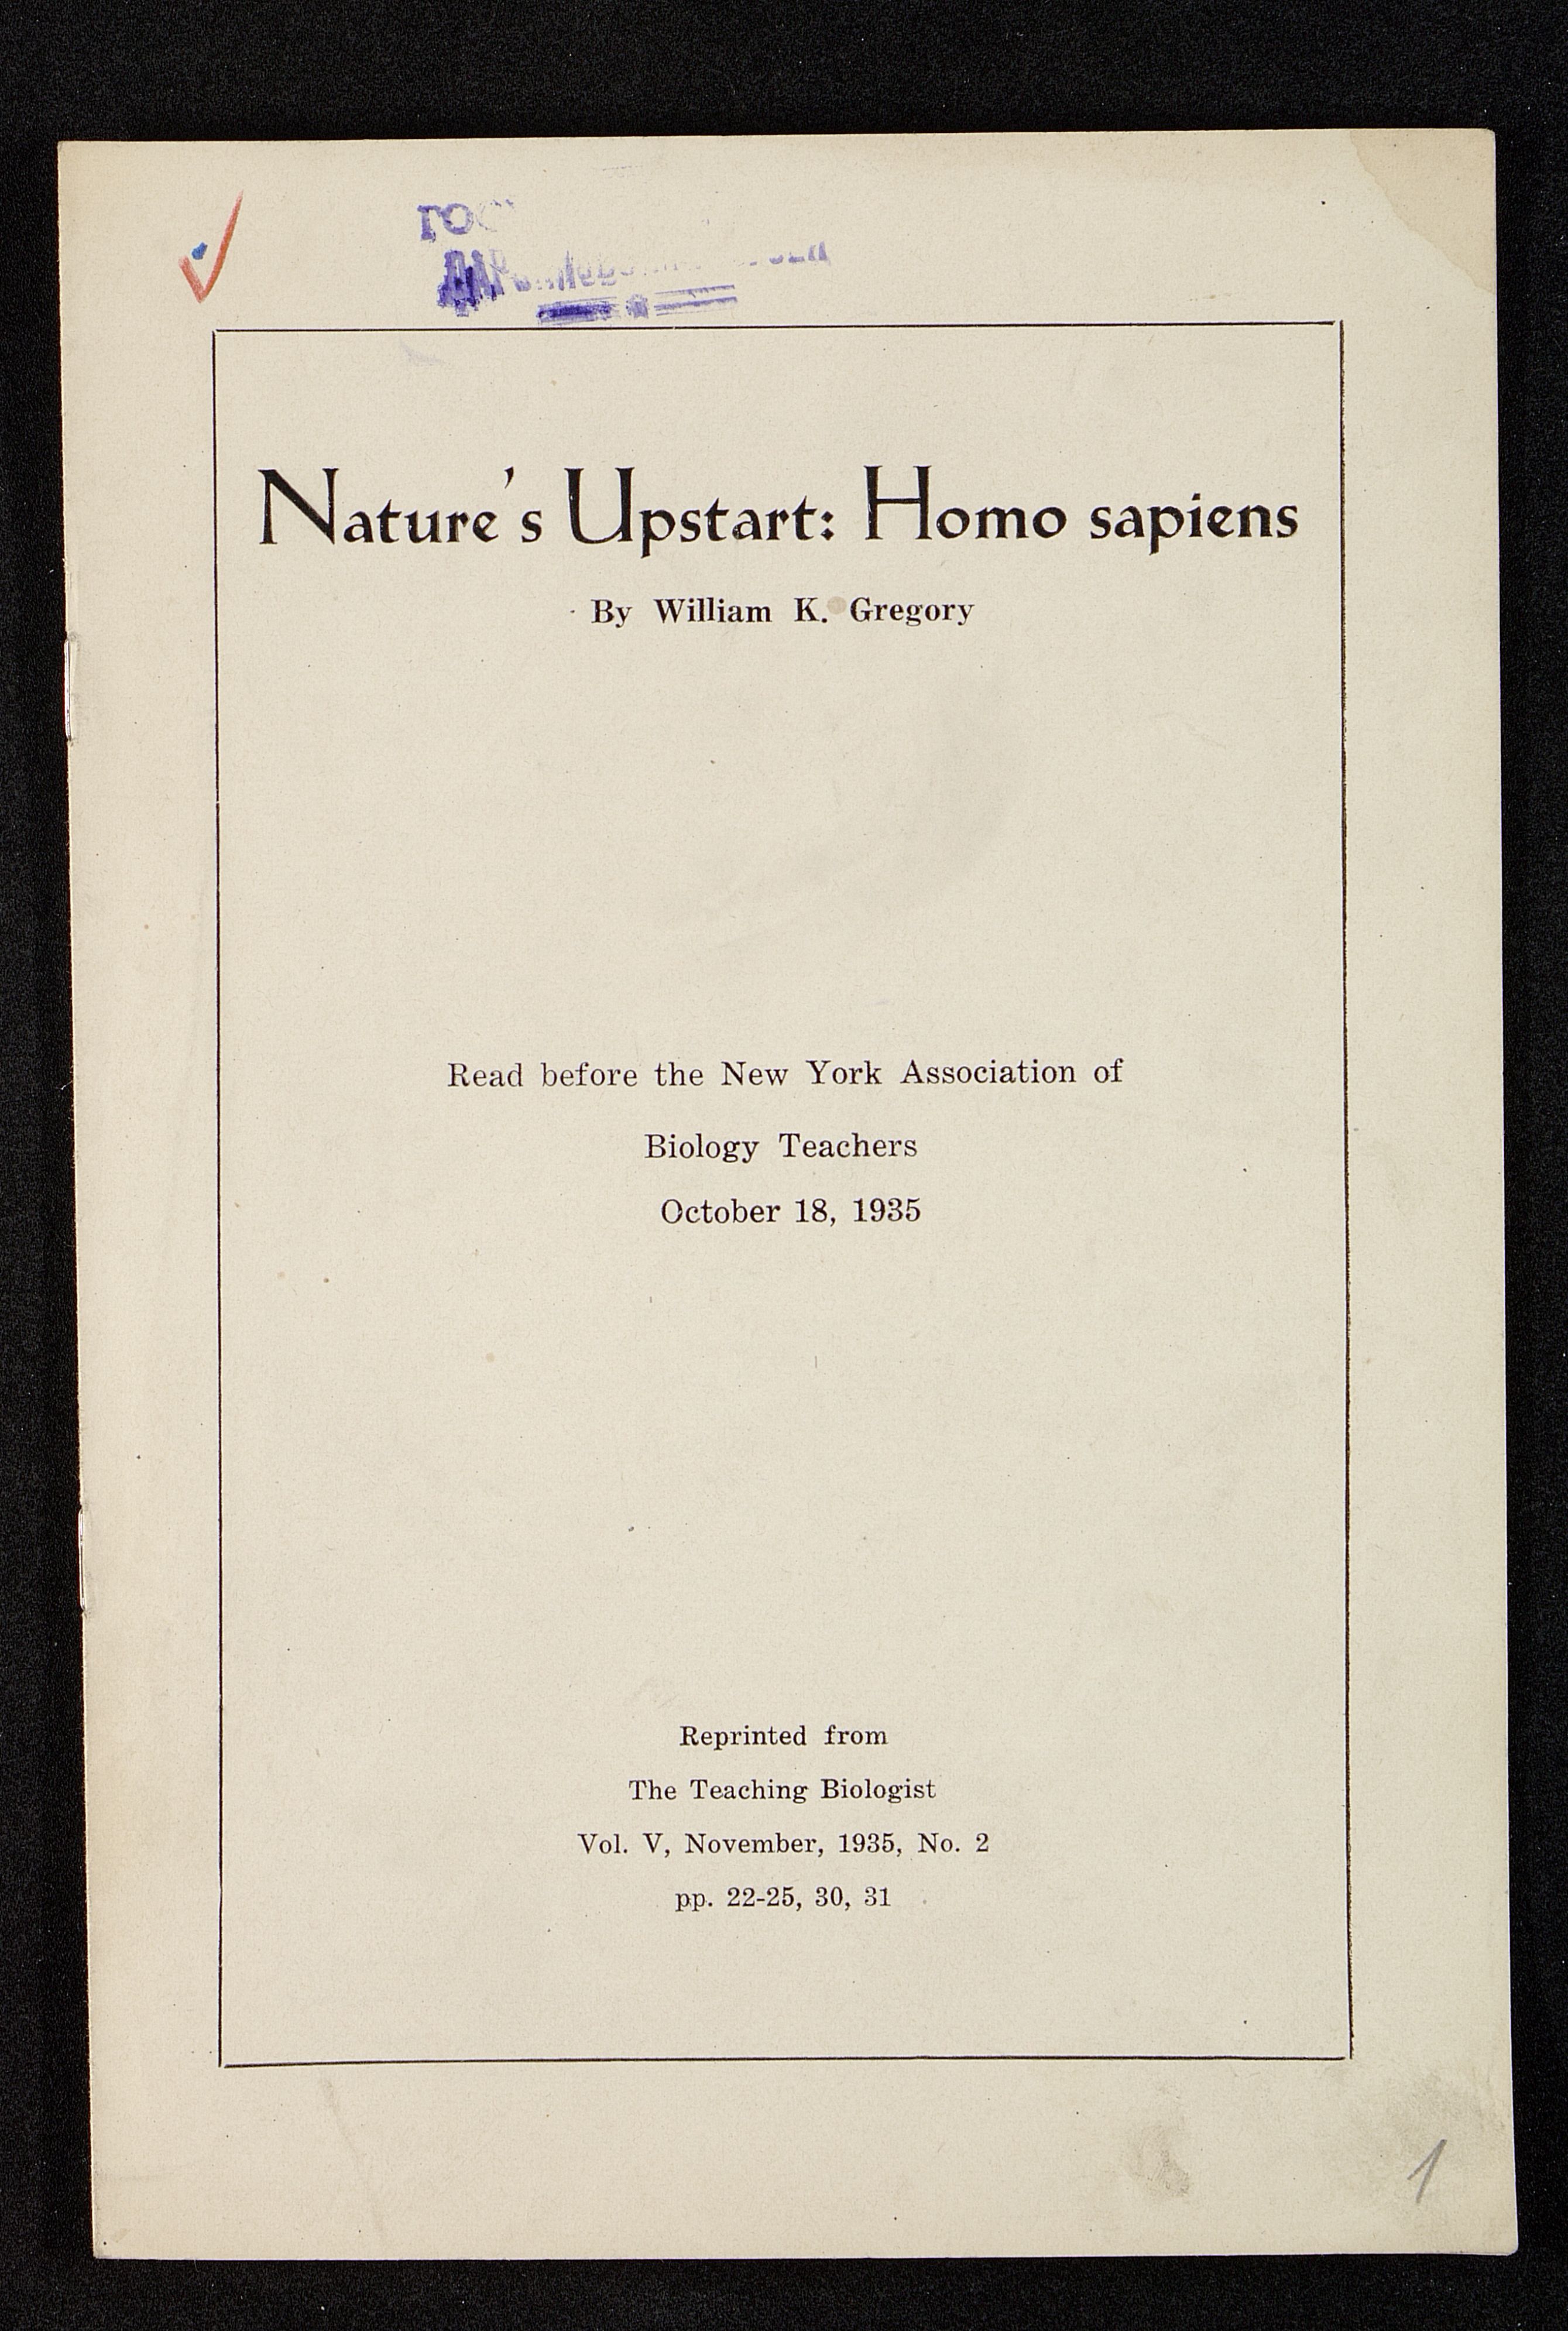 Nature's Upstart: Homo sapiens
By William K. Gregory
Read before the New York Association of
Biology Teachers
October 18, 1935
Reprinted from
The Teaching Biologist
Vol. V, November, 1935, No. 2
pp. 22-25, 30, 31
1